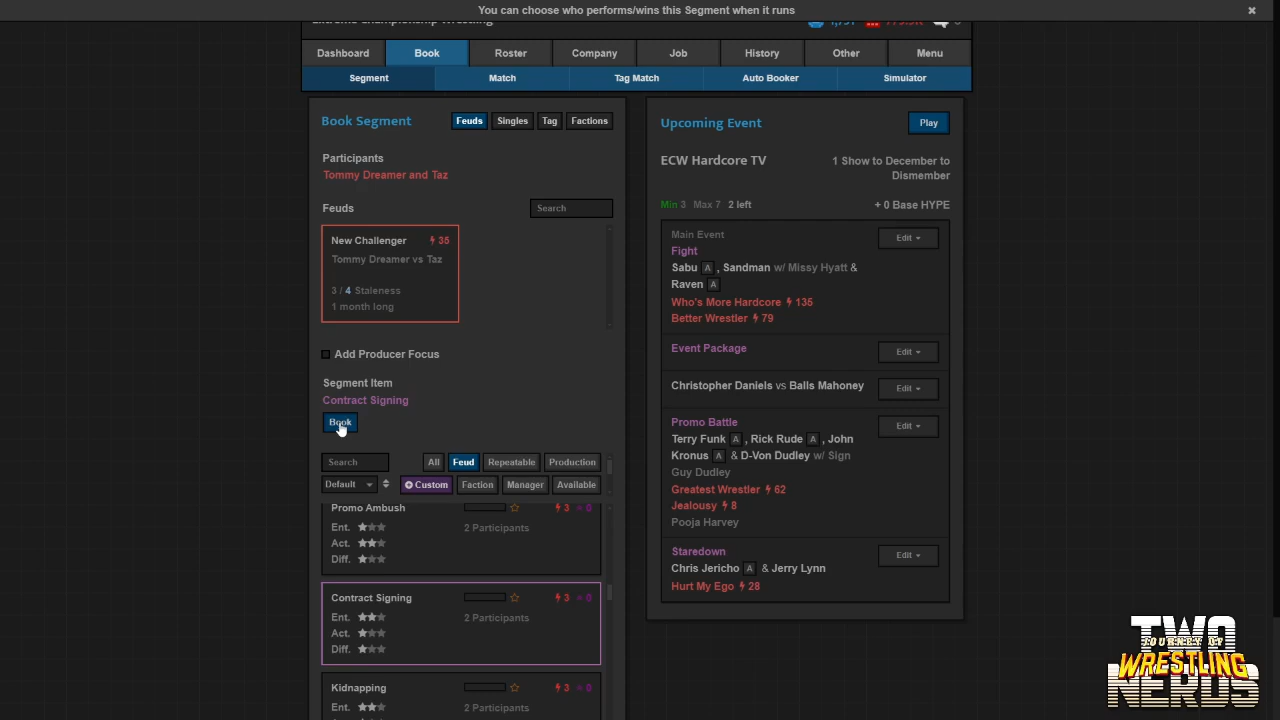 You can choose who performs/wins this Segment when it runs
Extreme Championship Wrestling
Dashboard Book Roster Company Job History Other Menu
Segment Match Tag Match Auto Booker Simulator
Book Segment Feuds Singles Tag Factions
Participants
Tommy Dreamer and Taz
Feuds Search
New Challenger 35
Tommy Dreamer vs Taz
3 / 4 Staleness
1 month long
Add Producer Focus
Segment Item
Contract Signing
Book
Search All Feud Repeatable Production
Default Custom Faction Manager Available
Promo Ambush 3 0
Ent. 2 Participants
Act.
Diff.
Contract Signing 3 0
Ent. 2 Participants
Act.
Diff.
Kidnapping 3 0
Ent. 2 Participants
Upcoming Event Play
ECW Hardcore TV 1 Show to December to
Dismember
Min 3 Max 7 2 left + 0 Base HYPE
Main Event Edit
Fight
Sabu A , Sandman w/ Missy Hyatt &
Raven A
Who's More Hardcore 135
Better Wrestler 79
Event Package Edit
Christopher Daniels vs Balls Mahoney Edit
Promo Battle Edit
Terry Funk A , Rick Rude A , John
Kronus A & D-Von Dudley w/ Sign
Guy Dudley
Greatest Wrestler 62
Jealousy 8
Pooja Harvey
Staredown Edit
Chris Jericho A & Jerry Lynn
Hurt My Ego 28
TWO
JOURNEY OF
WRESTLING
NERDS